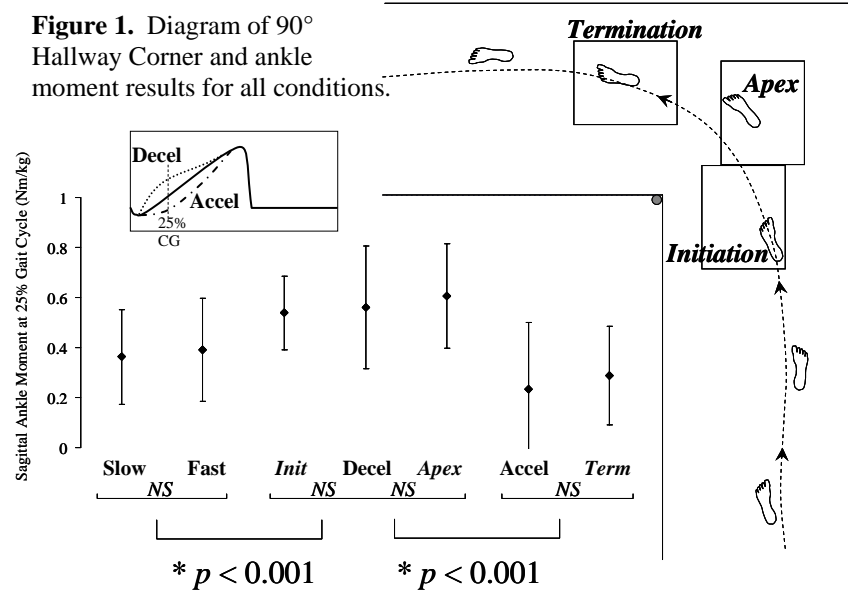 Figure 1. Diagram of 90°
Hallway Corner and ankle
moment results for all conditions.
Termination
Apex
Initiation
Decel
Accel
25%
CG
Sagittal Ankle Moment at 25% Gait Cycle (Nm/kg)
1
0.8
0.6
0.4
0.2
0
Slow Fast Init Decel Apex Accel Term
NS NS NS NS
* p < 0.001 * p < 0.001